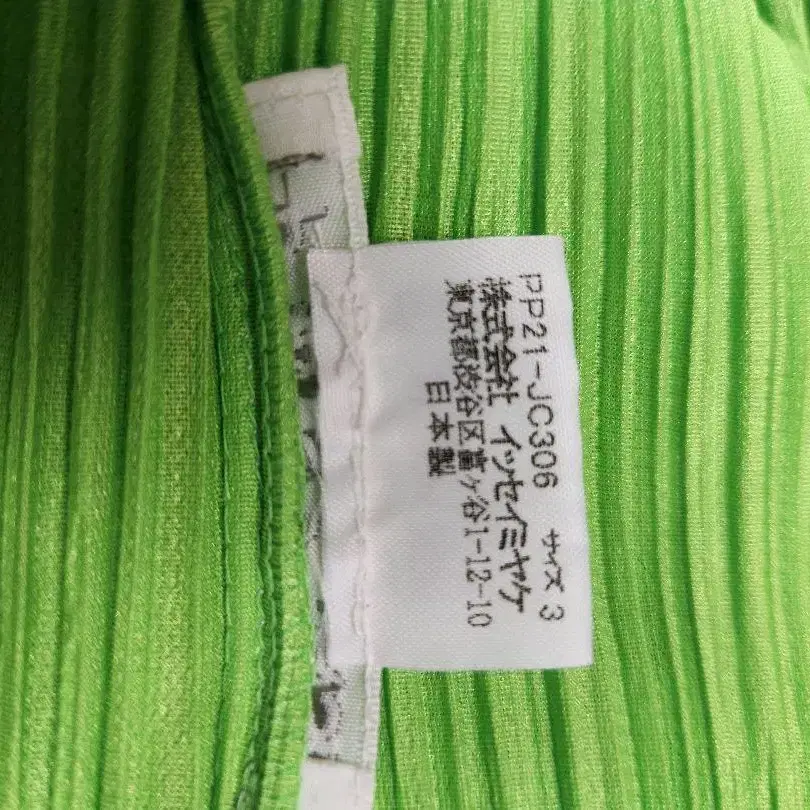 PP21-JC306 サイズ 3
株式会社 イッセイミヤケ
東京都渋谷区富ヶ谷1-12-10
日本製